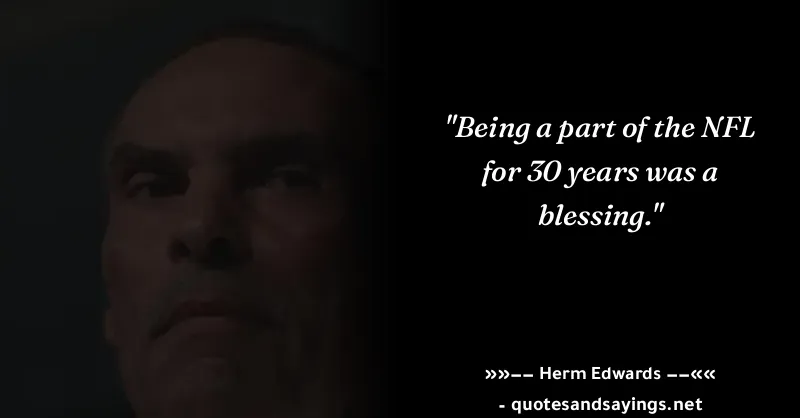 "Being a part of the NFL
for 30 years was a
blessing."
»»–– Herm Edwards ––««
- quotesandsayings.net